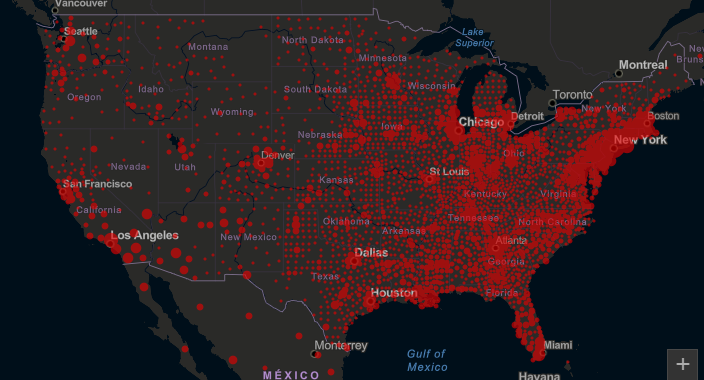 Vancouver
Seattle
Lake
Superior
North Dakota
Montana
Minnesota
Montreal
New
Bruns
Wisconsin
South Dakota
Idaho
Oregon
Toronto
Wyoming
New York
Detroit
Boston
Chicago
Iowa
Nebraska
New York
Ohio
Denver
Nevada
Utah
St Louis
Kansas
San Francisco
Kentucky
Virginia
California
Tennessee
North Carolina
Oklahoma
Arkansas
Los Angeles
New Mexico
Atlanta
Dallas
Georgia
Texas
Houston
Florida
Monterrey
Miami
Gulf of
Mexico
MÉXICO
Havana
+